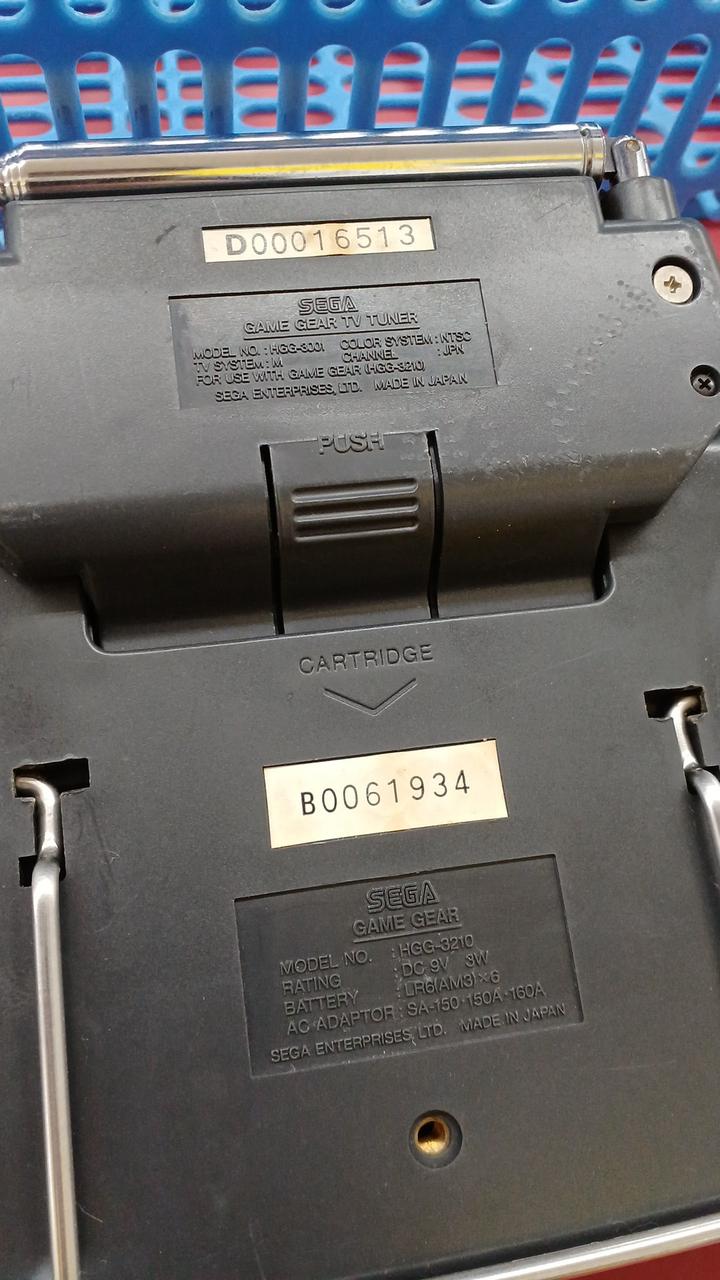 D00016513
SEGA
GAME GEAR TV TUNER
MODEL NO. : HGG-3001 COLOR SYSTEM : NTSC
TV SYSTEM : M CHANNEL : JPN
FOR USE WITH GAME GEAR (HGG-3210)
SEGA ENTERPRISES, LTD. MADE IN JAPAN
PUSH
CARTRIDGE
B0061934
SEGA
GAME GEAR
MODEL NO. : HGG-3210
RATING : DC 9V 3W
BATTERY : LR6(AM3)×6
AC ADAPTOR : SA-150·150A·160A
SEGA ENTERPRISES, LTD. MADE IN JAPAN